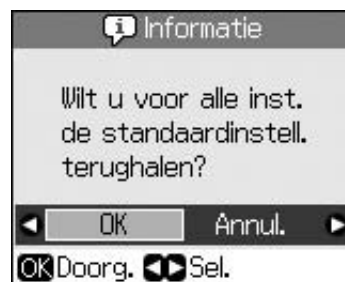 Informatie
Wilt u voor alle inst.
de standaardinstell.
terughalen?
OK Annul.
OK Doorg. Sel.